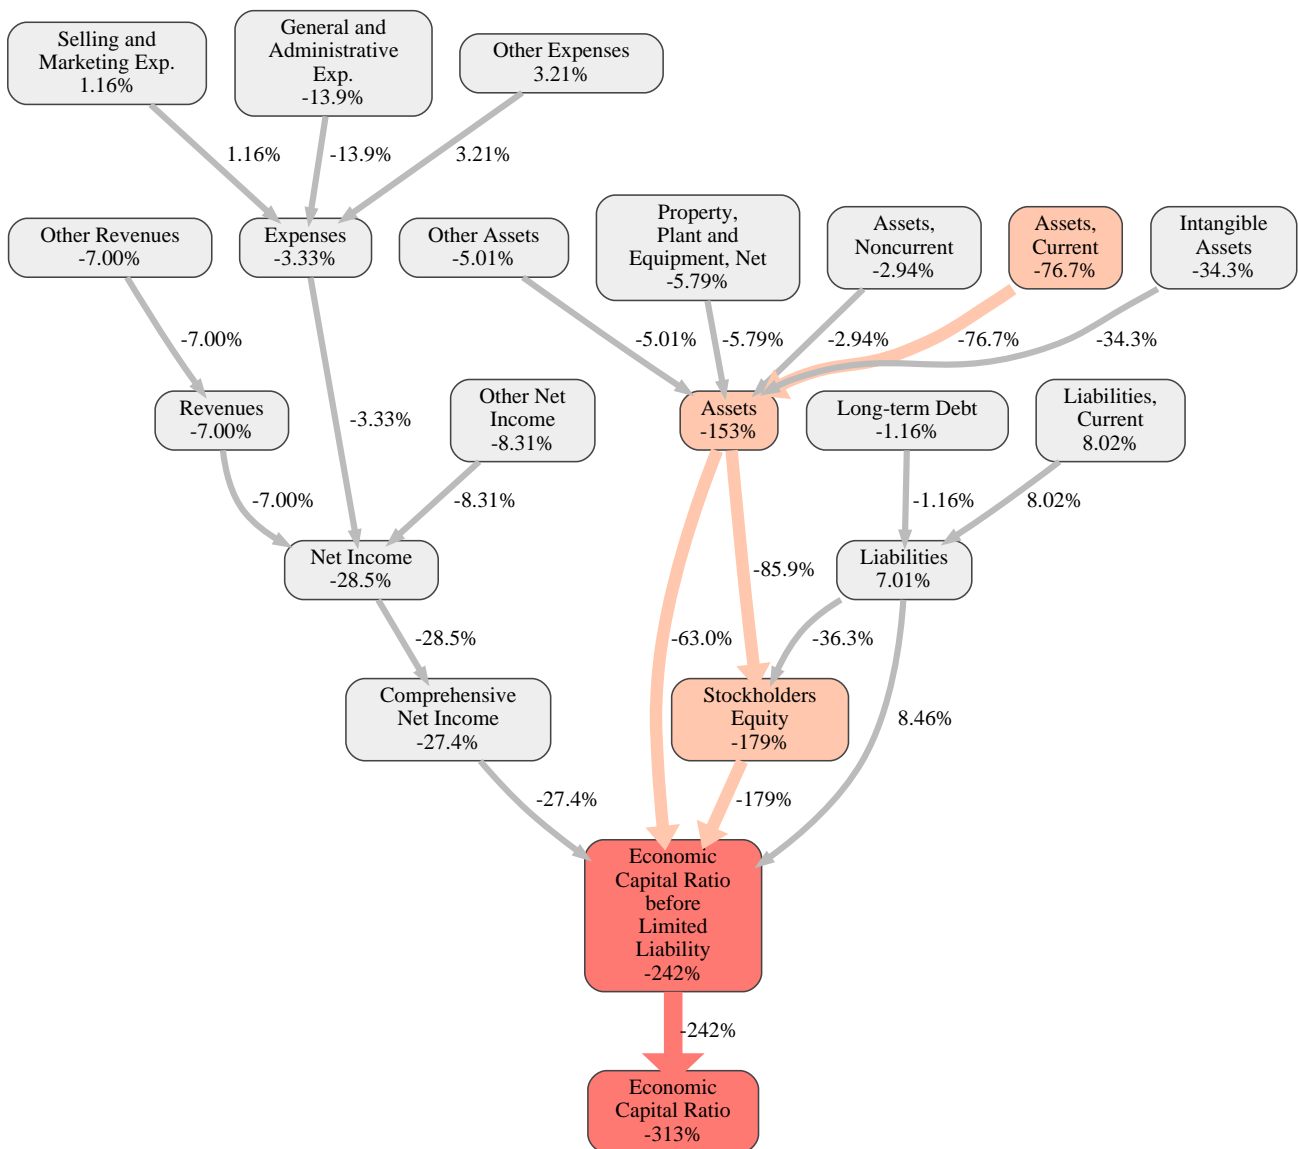 Selling and
Marketing Exp.
1.16%
General and
Administrative
Exp.
-13.9%
Other Expenses
3.21%
1.16%
-13.9%
3.21%
Other Revenues
-7.00%
Expenses
-3.33%
Other Assets
-5.01%
Property,
Plant and
Equipment, Net
-5.79%
Assets,
Noncurrent
-2.94%
Assets,
Current
-76.7%
Intangible
Assets
-34.3%
-7.00%
-5.01%
-5.79%
-2.94%
-76.7%
-34.3%
Revenues
-7.00%
-3.33%
Other Net
Income
-8.31%
Assets
-153%
Long-term Debt
-1.16%
Liabilities,
Current
8.02%
-7.00%
-8.31%
-1.16%
8.02%
Net Income
-28.5%
-85.9%
Liabilities
7.01%
-28.5%
-63.0%
-36.3%
Comprehensive
Net Income
-27.4%
Stockholders
Equity
-179%
8.46%
-27.4%
-179%
Economic
Capital Ratio
before
Limited
Liability
-242%
-242%
Economic
Capital Ratio
-313%